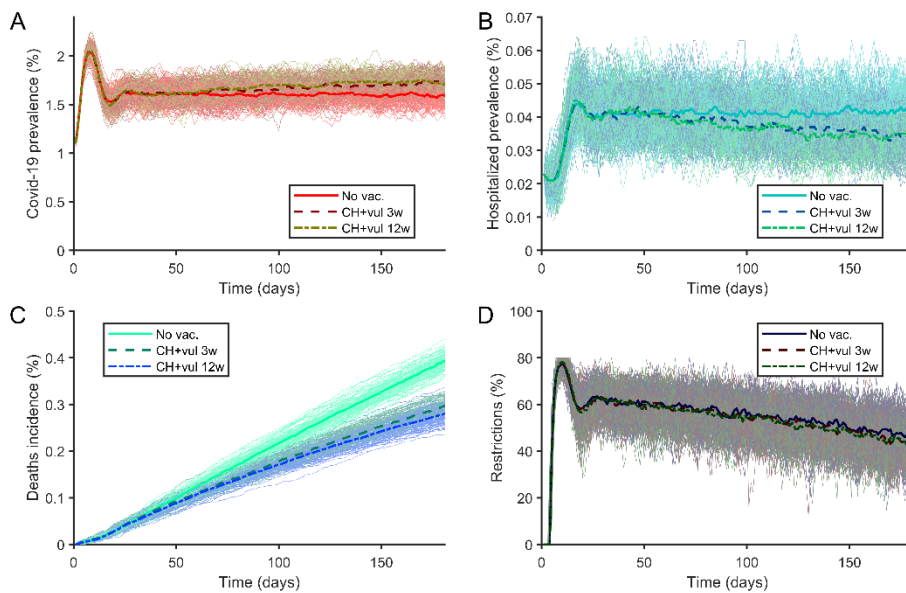 A
Covid-19 prevalence (%)
2
1.5
1
0.5
0
0
50
100
150
Time (days)
No vac.
CH+vul 3w
CH+vul 12w
B
Hospitalized prevalence (%)
0.07
0.06
0.05
0.04
0.03
0.02
0.010
0
0
50
100
150
Time (days)
No vac.
CH+vul 3w
CH+vul 12w
C
Deaths incidence (%)
0.5
0.4
0.3
0.2
0.1
0
0
50
100
150
Time (days)
No vac.
CH+vul 3w
CH+vul 12w
D
Restrictions (%)
100
80
60
40
20
0
0
50
100
150
Time (days)
No vac.
CH+vul 3w
CH+vul 12w